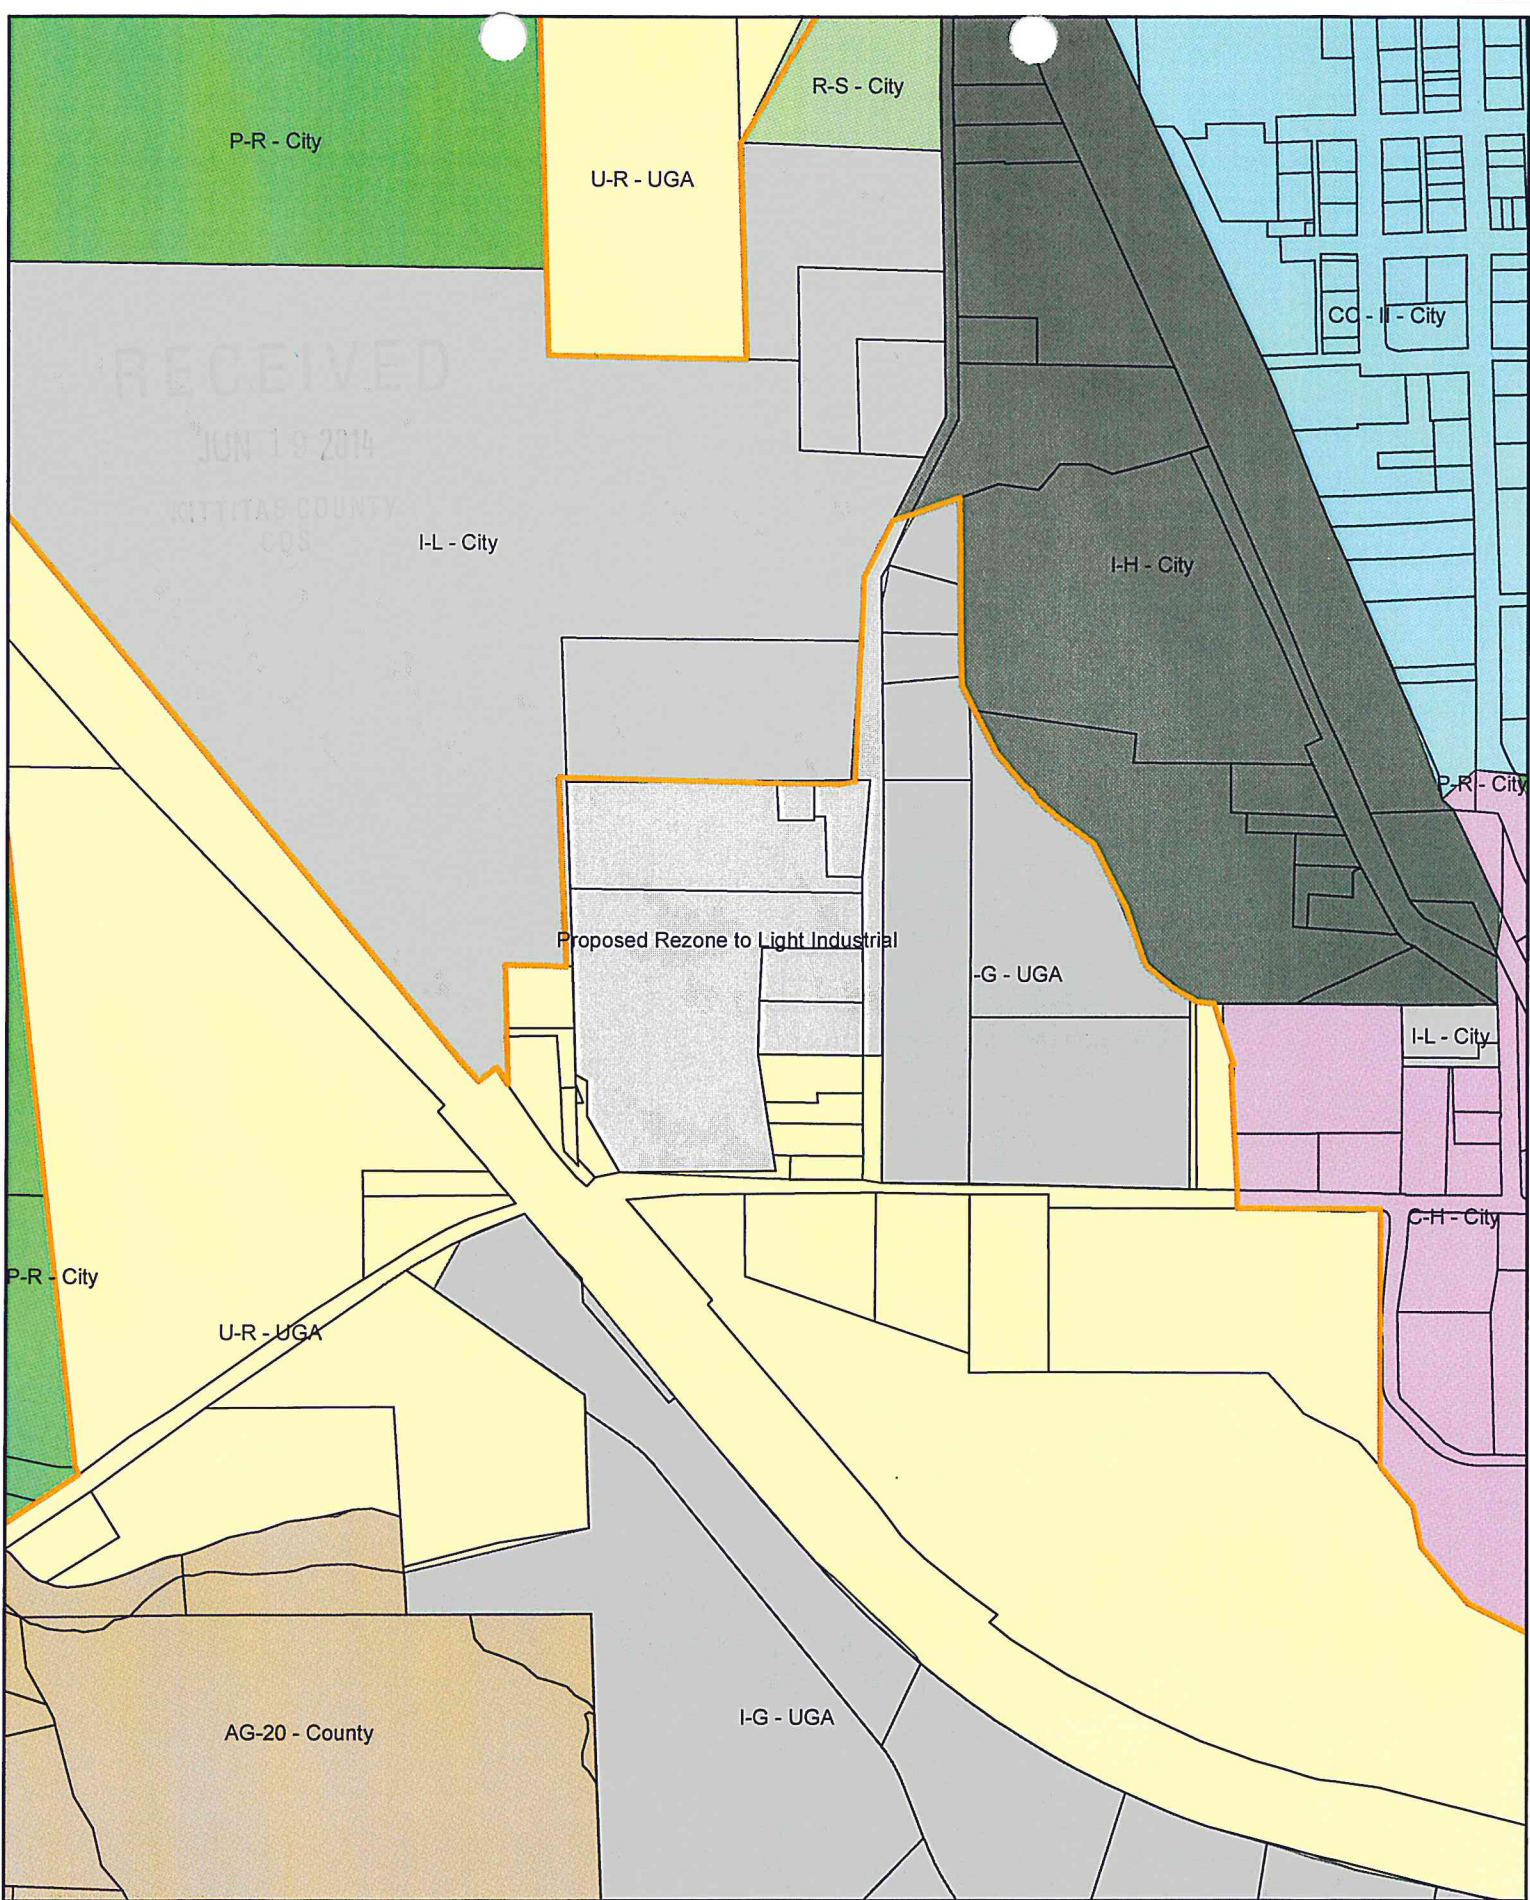 R-S - City
P-R - City
U-R - UGA
CC - II - City
RECEIVED
JUN 19 2014
KITTITAS COUNTY
CDS
I-L - City
I-H - City
P-R - City
Proposed Rezone to Light Industrial
-G - UGA
I-L - City
C-H - City
P-R - City
U-R - UGA
I-G - UGA
AG-20 - County